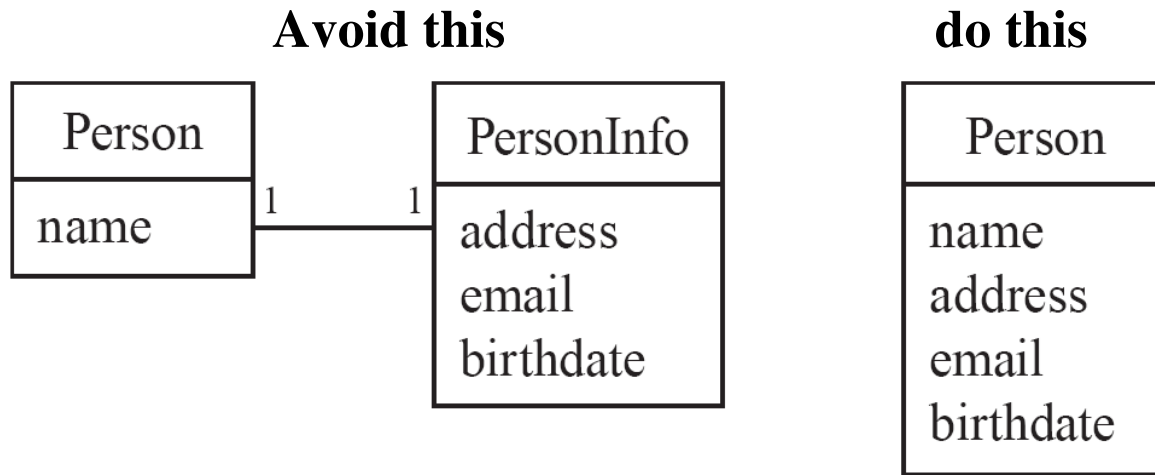 Avoid this
do this
Person
name
1
1
PersonInfo
address
email
birthdate
Person
name
address
email
birthdate